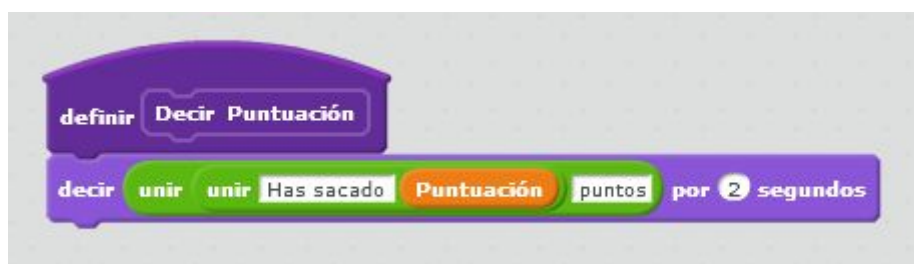 definir Decir Puntuación
decir unir unir Has sacado Puntuación puntos por 2 segundos